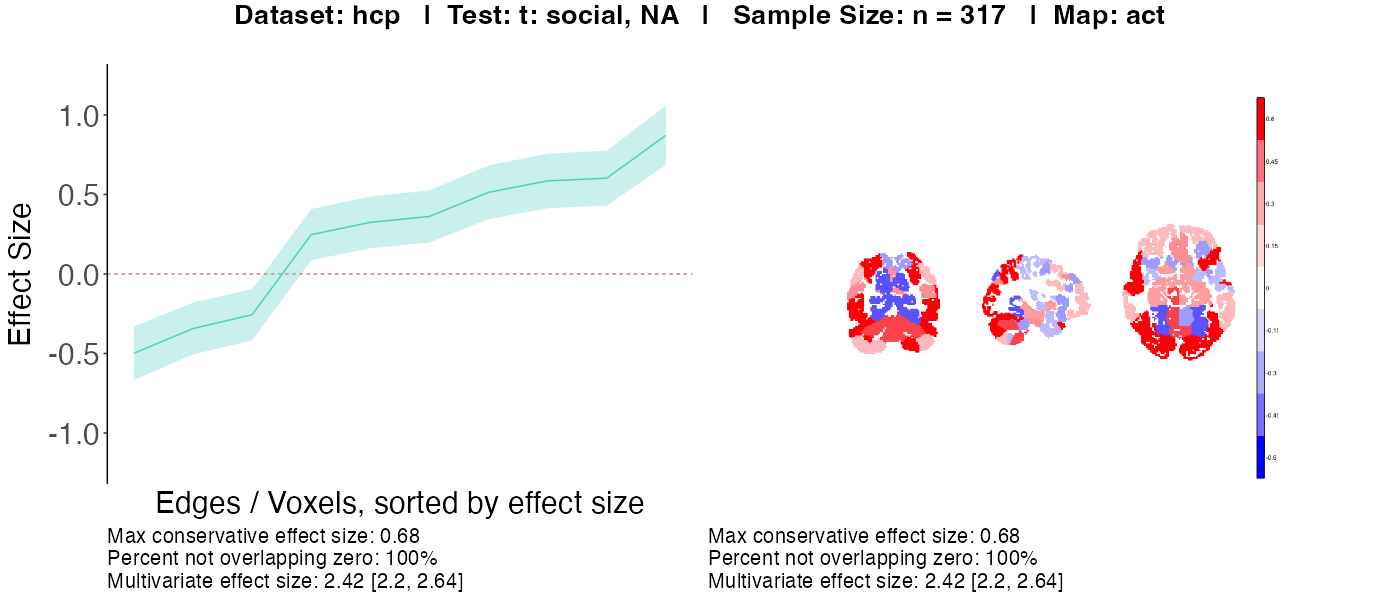 Dataset: hcp | Test: t: social, NA | Sample Size: n = 317 | Map: act
1.0
0.5
0.0
-0.5
-1.0
Effect Size
Edges / Voxels, sorted by effect size
Max conservative effect size: 0.68
Percent not overlapping zero: 100%
Multivariate effect size: 2.42 [2.2, 2.64]
0.6
0.45
0.3
0.15
0
-0.11
-0.3
-0.6
Max conservative effect size: 0.68
Percent not overlapping zero: 100%
Multivariate effect size: 2.42 [2.2, 2.64]